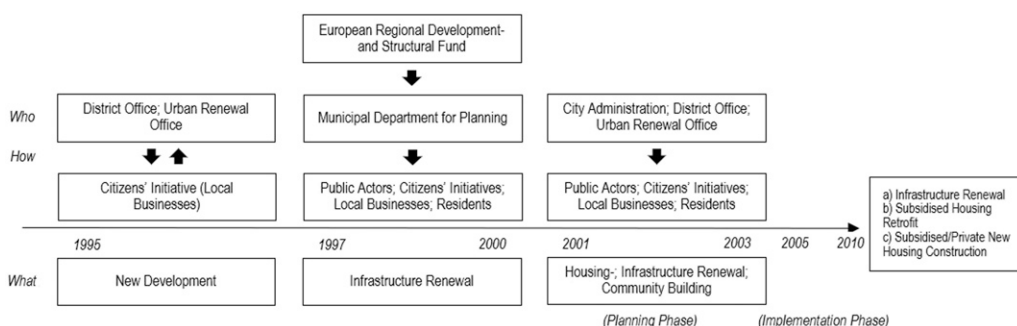 European Regional Development-
and Structural Fund
Who
District Office; Urban Renewal
Office
Municipal Department for Planning
City Administration; District Office;
Urban Renewal Office
How
Citizens' Initiative (Local
Businesses)
Public Actors; Citizens' Initiatives;
Local Businesses; Residents
Public Actors; Citizens' Initiatives;
Local Businesses; Residents
a) Infrastructure Renewal
b) Subsidised Housing
Retrofit
c) Subsidised/Private New
Housing Construction
1995
1997
2000
2001
2003
2005
2010
What
New Development
Infrastructure Renewal
Housing-; Infrastructure Renewal;
Community Building
(Planning Phase)
(Implementation Phase)